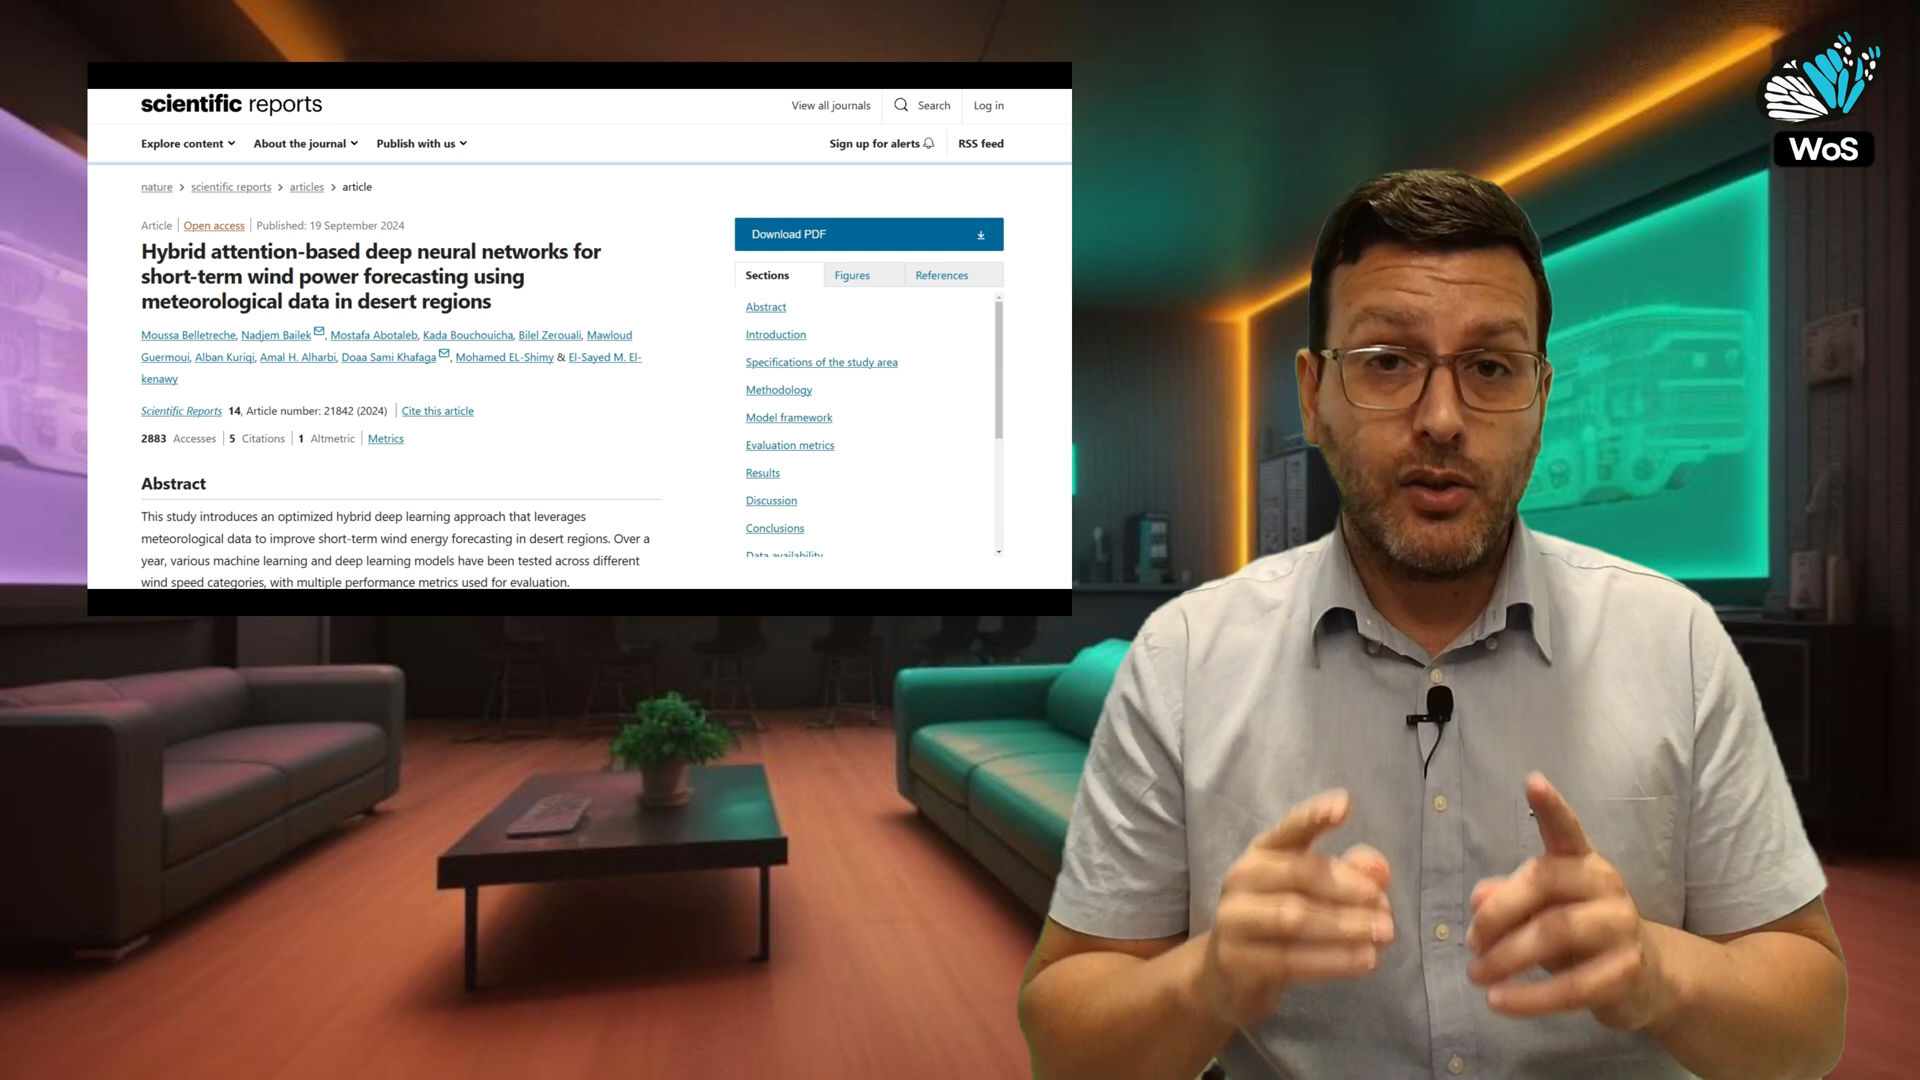 scientific reports
View all journals
Search
Log in
Explore content
About the journal
Publish with us
Sign up for alerts
RSS feed
nature > scientific reports > articles > article
Article | Open access | Published: 19 September 2024
Hybrid attention-based deep neural networks for
short-term wind power forecasting using
meteorological data in desert regions
Moussa Belletreche, Nadjem Bailek, Mostafa Abotaleb, Kada Bouchouicha, Bilel Zerouali, Mawloud
Guermoui, Alban Kuriqi, Amal H. Alharbi, Doaa Sami Khafaga, Mohamed EL-Shimy & El-Sayed M. El-
kenawy
Scientific Reports 14, Article number: 21842 (2024) | Cite this article
2883 Accesses | 5 Citations | 1 Altmetric | Metrics
Abstract
This study introduces an optimized hybrid deep learning approach that leverages
meteorological data to improve short-term wind energy forecasting in desert regions. Over a
year, various machine learning and deep learning models have been tested across different
wind speed categories, with multiple performance metrics used for evaluation.
Download PDF
Sections
Figures
References
Abstract
Introduction
Specifications of the study area
Methodology
Model framework
Evaluation metrics
Results
Discussion
Conclusions
Data availability
WoS